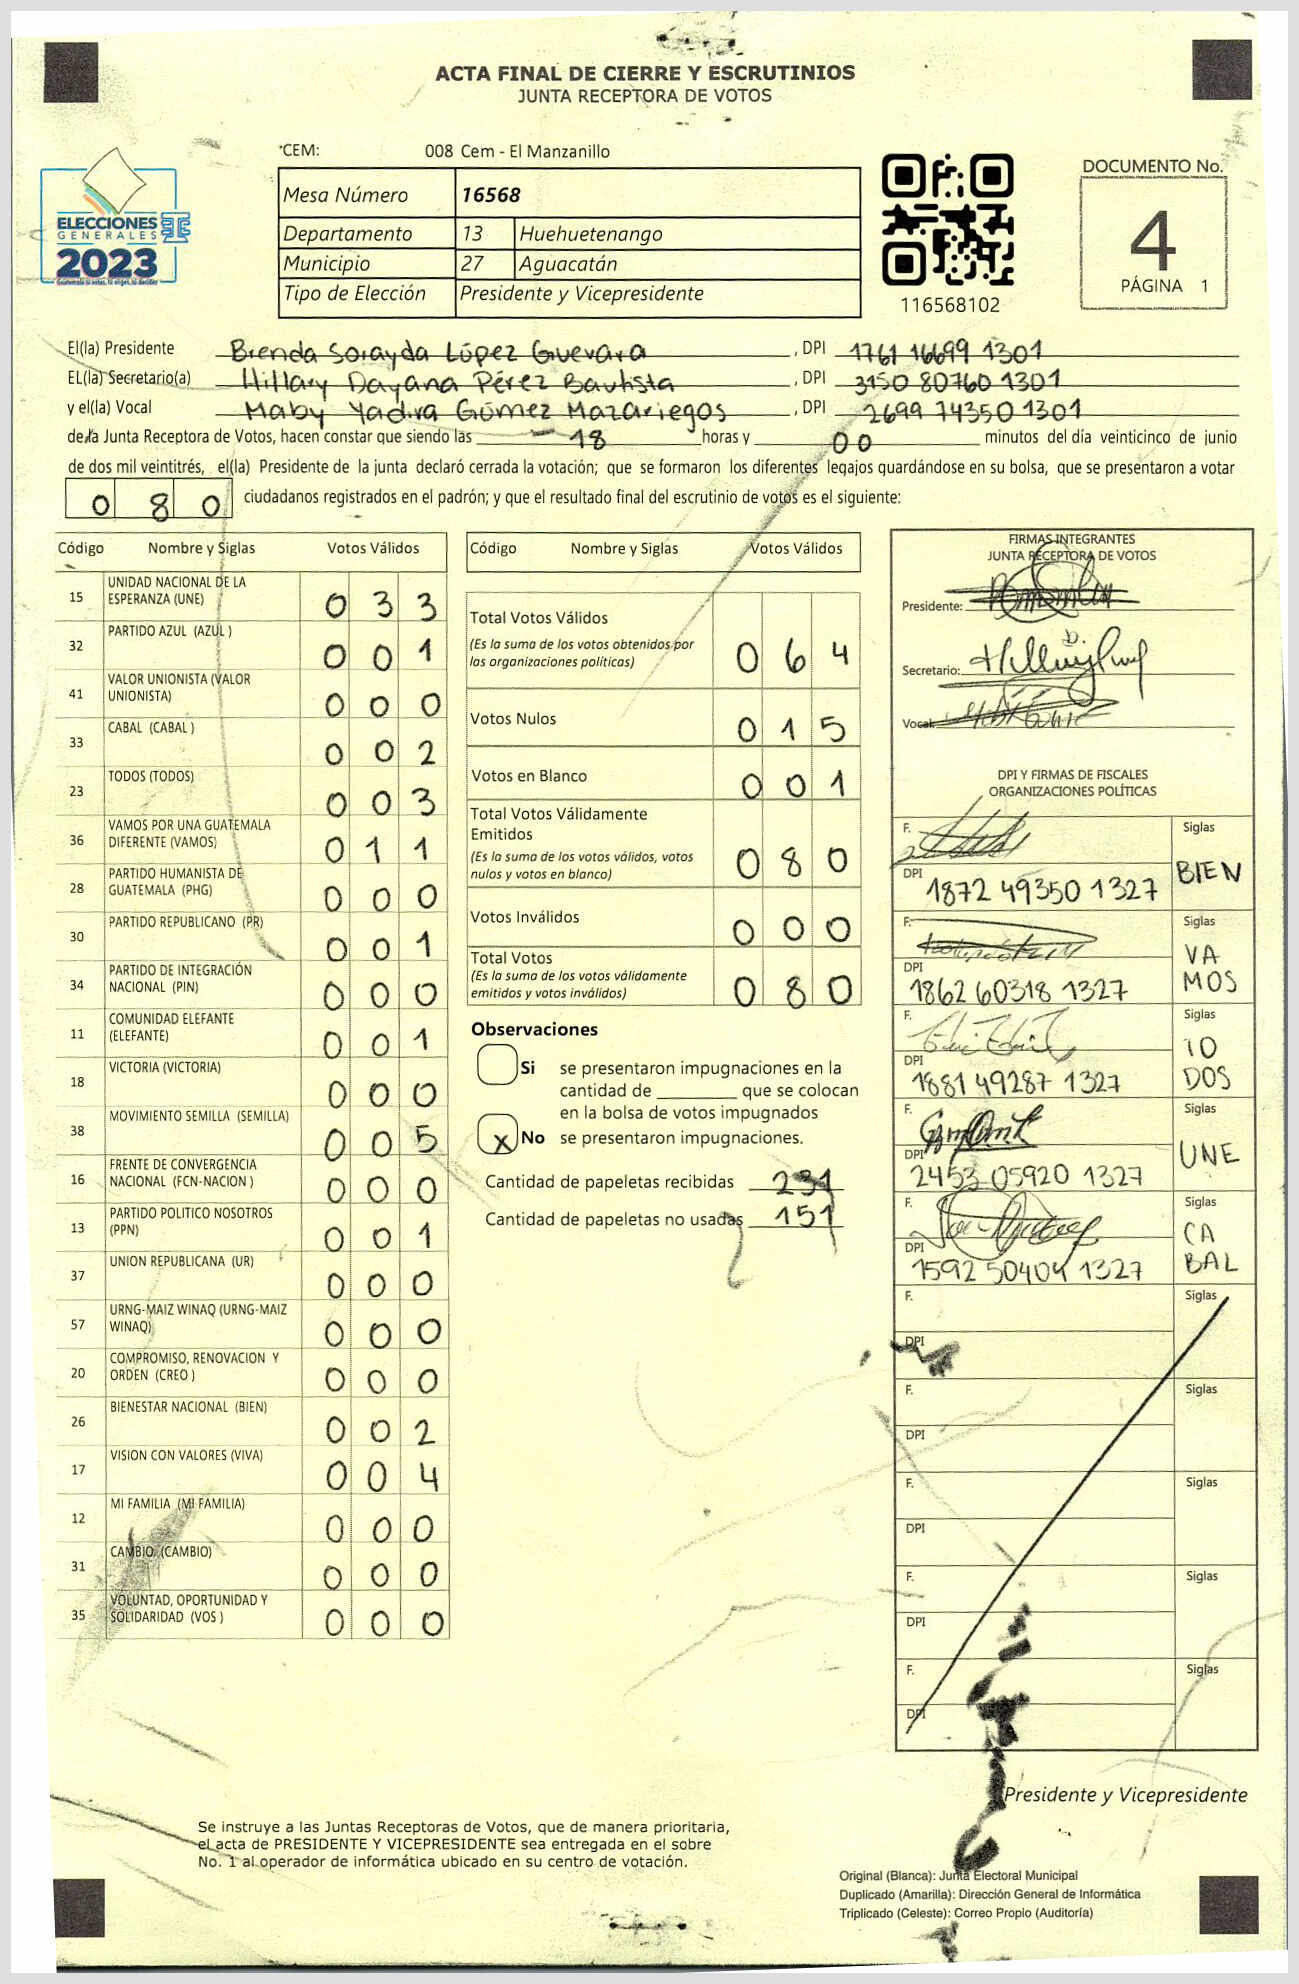 ACTA FINAL DE CIERRE Y ESCRUTINIOS
JUNTA RECEPTORA DE VOTOS
CEM: 008 Cem - El Manzanillo
Mesa Número 16568
Departamento 13 Huehuetenango
Municipio 27 Aguacatán
Tipo de Elección Presidente y Vicepresidente
ELECCIONES
GENERALES
2023
116568102
DOCUMENTO No.
4
PÁGINA 1
El(la) Presidente Brenda Sorayda López Guevara, DPI 1761 16699 1301
EL(la) Secretario(a) Hillary Dayana Pérez Bautista, DPI 3150 80760 1301
y el(la) Vocal Maby Yadira Gómez Mazariegos, DPI 2699 74350 1301
de la Junta Receptora de Votos, hacen constar que siendo las 18 horas y 00 minutos del día veinticinco de junio
de dos mil veintitrés, el(la) Presidente de la junta declaró cerrada la votación; que se formaron los diferentes legajos guardándose en su bolsa, que se presentaron a votar
0 8 0 ciudadanos registrados en el padrón; y que el resultado final del escrutinio de votos es el siguiente:
Código Nombre y Siglas Votos Válidos
15 UNIDAD NACIONAL DE LA ESPERANZA (UNE) 0 3 3
32 PARTIDO AZUL (AZUL ) 0 0 1
41 VALOR UNIONISTA (VALOR UNIONISTA) 0 0 0
33 CABAL (CABAL ) 0 0 2
23 TODOS (TODOS) 0 0 3
36 VAMOS POR UNA GUATEMALA DIFERENTE (VAMOS) 0 1 1
28 PARTIDO HUMANISTA DE GUATEMALA (PHG) 0 0 0
30 PARTIDO REPUBLICANO (PR) 0 0 1
34 PARTIDO DE INTEGRACIÓN NACIONAL (PIN) 0 0 0
11 COMUNIDAD ELEFANTE (ELEFANTE) 0 0 1
18 VICTORIA (VICTORIA) 0 0 0
38 MOVIMIENTO SEMILLA (SEMILLA) 0 0 5
16 FRENTE DE CONVERGENCIA NACIONAL (FCN-NACION ) 0 0 0
13 PARTIDO POLITICO NOSOTROS (PPN) 0 0 1
37 UNION REPUBLICANA (UR) 0 0 0
57 URNG-MAIZ WINAQ (URNG-MAIZ WINAQ) 0 0 0
20 COMPROMISO, RENOVACION Y ORDEN (CREO ) 0 0 0
26 BIENESTAR NACIONAL (BIEN) 0 0 2
17 VISION CON VALORES (VIVA) 0 0 4
12 MI FAMILIA (MI FAMILIA) 0 0 0
31 CAMBIO (CAMBIO) 0 0 0
35 VOLUNTAD, OPORTUNIDAD Y SOLIDARIDAD (VOS ) 0 0 0
Código Nombre y Siglas Votos Válidos
Total Votos Válidos
(Es la suma de los votos obtenidos por las organizaciones políticas) 0 6 4
Votos Nulos 0 1 5
Votos en Blanco 0 0 1
Total Votos Válidamente Emitidos
(Es la suma de los votos válidos, votos nulos y votos en blanco) 0 8 0
Votos Inválidos 0 0 0
Total Votos
(Es la suma de los votos válidamente emitidos y votos inválidos) 0 8 0
Observaciones
Si se presentaron impugnaciones en la
cantidad de ________ que se colocan
en la bolsa de votos impugnados
X No se presentaron impugnaciones.
Cantidad de papeletas recibidas 231
Cantidad de papeletas no usadas 151
FIRMAS INTEGRANTES
JUNTA RECEPTORA DE VOTOS
Presidente:
Secretario:
Vocal:
DPI Y FIRMAS DE FISCALES
ORGANIZACIONES POLÍTICAS
F. Siglas
DPI 1872 49350 1327 BIEN
F. Siglas
DPI 1862 60318 1327 VA MOS
F. Siglas
DPI 1881 49287 1327 TO DOS
F. Siglas
DPI 2453 05920 1327 UNE
F. Siglas
DPI 1592 50404 1327 CA BAL
F. Siglas
DPI
F. Siglas
DPI
F. Siglas
DPI
F. Siglas
DPI
F. Siglas
DPI
Presidente y Vicepresidente
Se instruye a las Juntas Receptoras de Votos, que de manera prioritaria,
el acta de PRESIDENTE Y VICEPRESIDENTE sea entregada en el sobre
No. 1 al operador de informática ubicado en su centro de votación.
Original (Blanca): Junta Electoral Municipal
Duplicado (Amarilla): Dirección General de Informática
Triplicado (Celeste): Correo Propio (Auditoría)